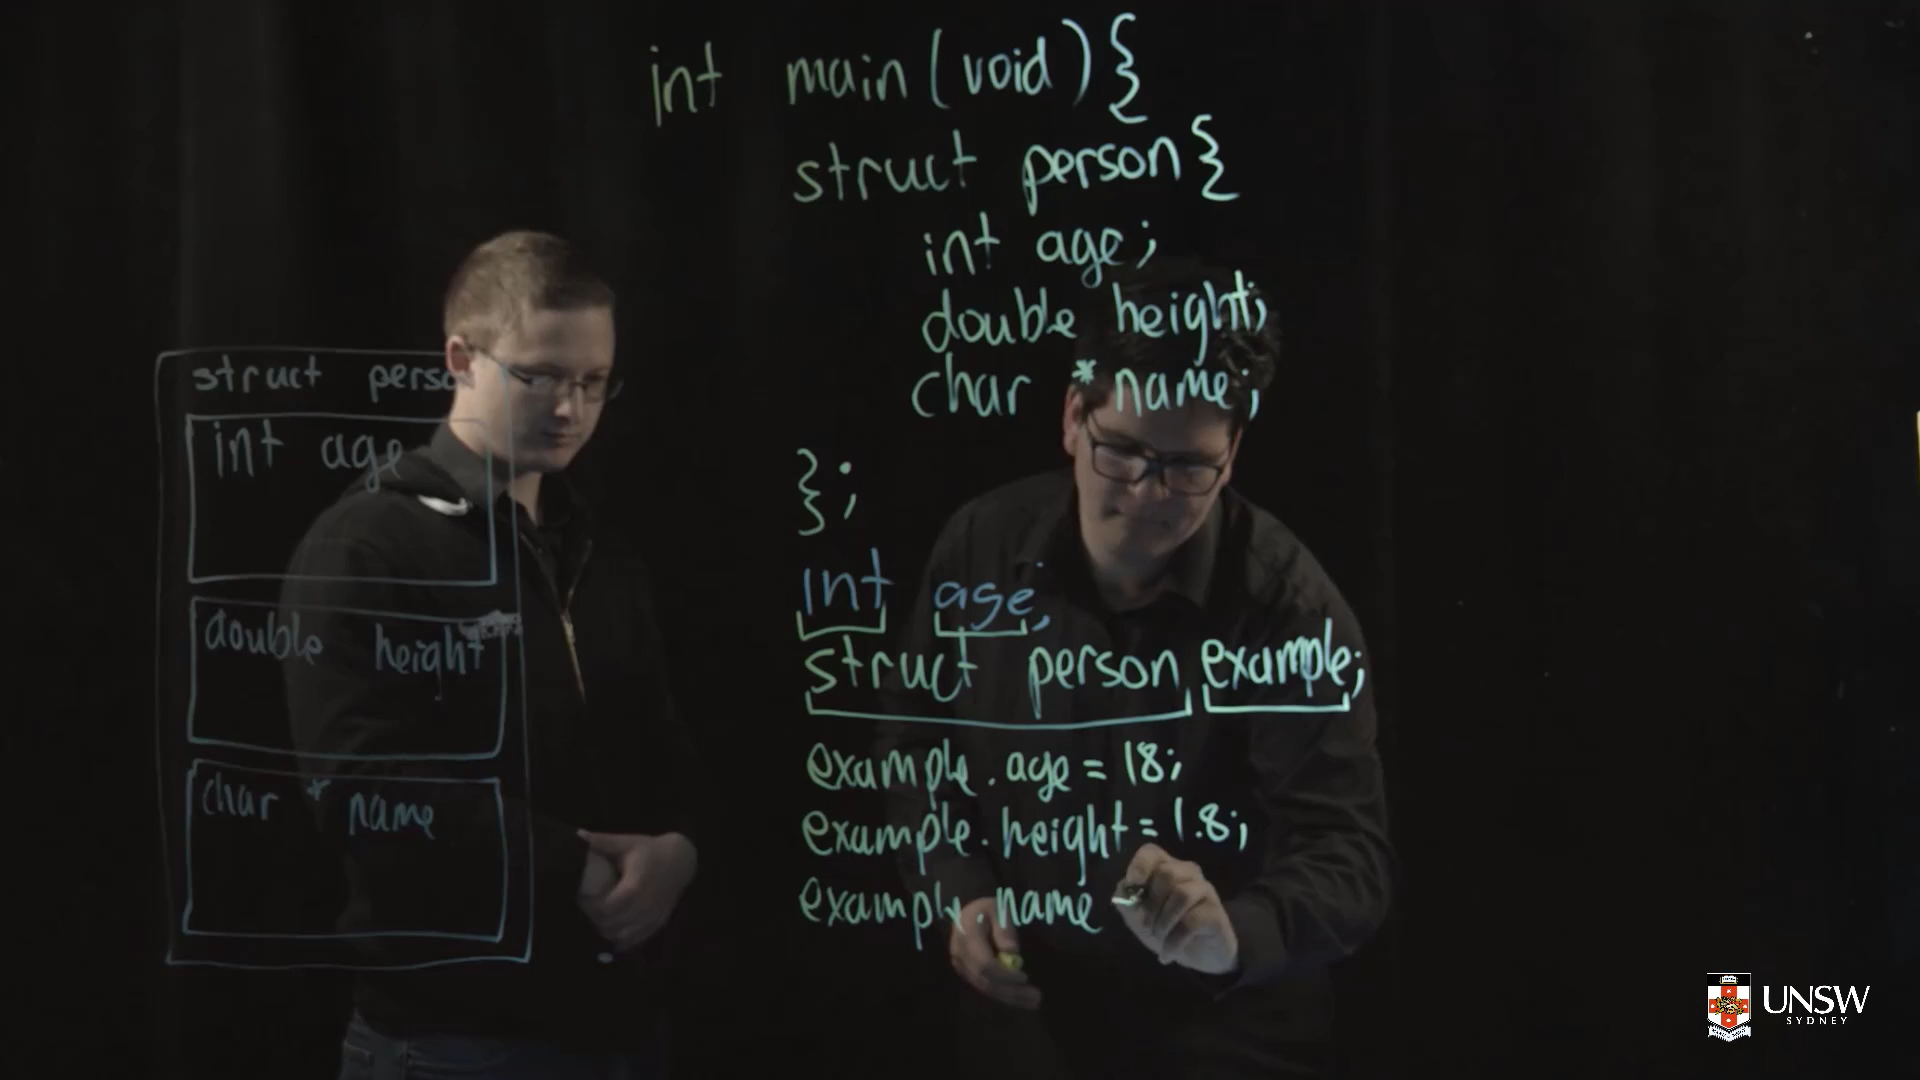 int main(void){
struct person{
int age;
double height;
char *name;
};
int age;
struct person example;
example.age = 18;
example.height = 1.8;
example.name
struct perso
int age
double height
char * name
UNSW
SYDNEY